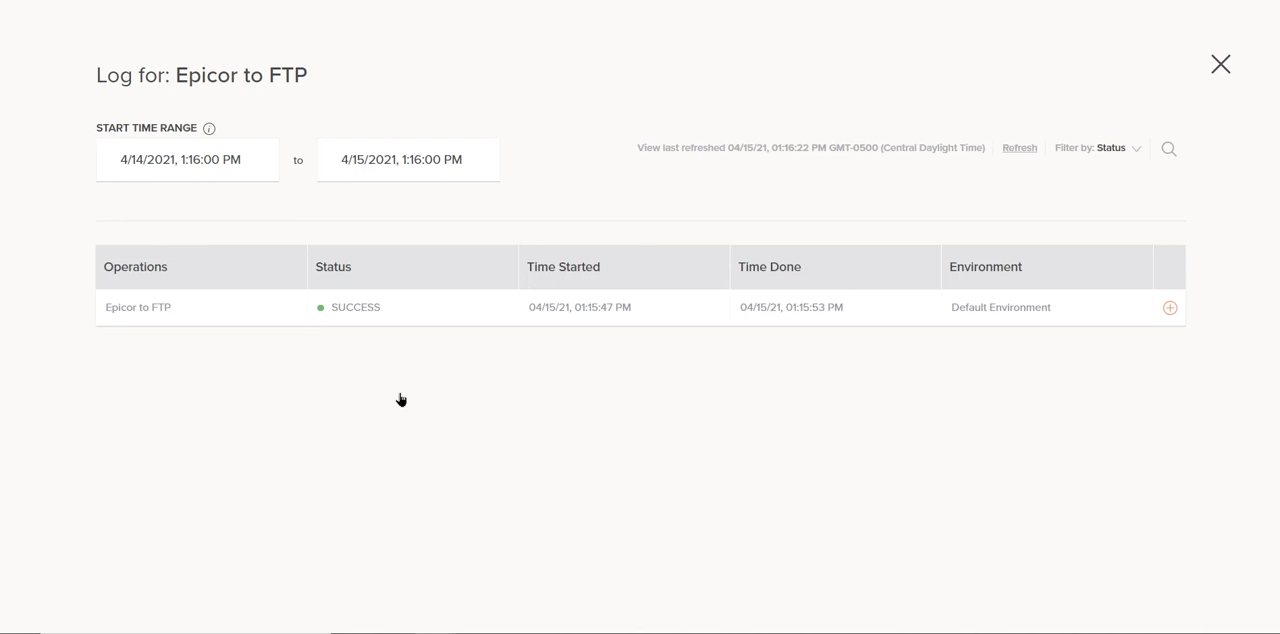 Log for: Epicor to FTP
START TIME RANGE
4/14/2021, 1:16:00 PM to 4/15/2021, 1:16:00 PM
View last refreshed 04/15/21, 01:16:22 PM GMT-0500 (Central Daylight Time) Refresh Filter by: Status
Operations Status Time Started Time Done Environment
Epicor to FTP SUCCESS 04/15/21, 01:15:47 PM 04/15/21, 01:15:53 PM Default Environment